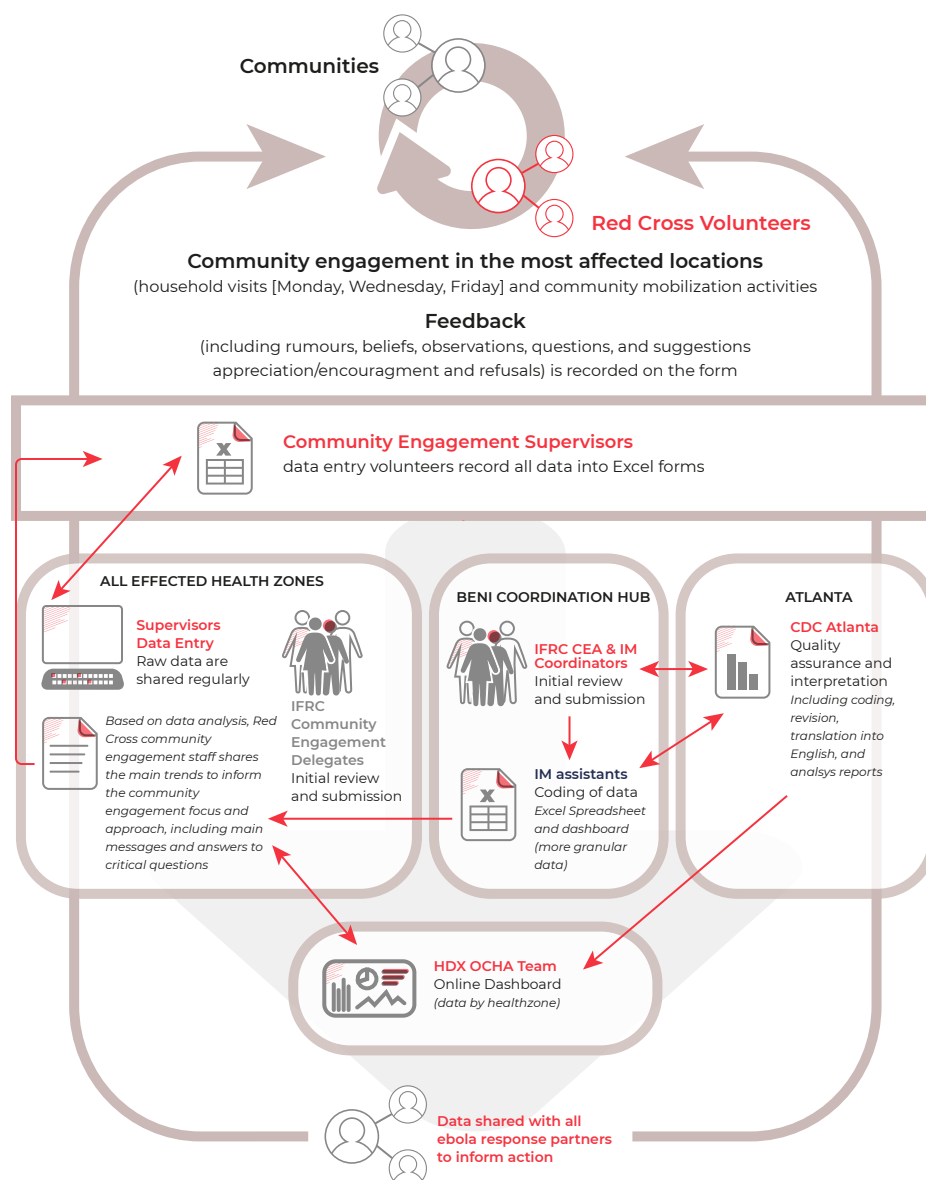 Communities
Red Cross Volunteers
Community engagement in the most affected locations
(household visits [Monday, Wednesday, Friday] and community mobilization activities
Feedback
(including rumours, beliefs, observations, questions, and suggestions
appreciation/encouragment and refusals) is recorded on the form
X
Community Engagement Supervisors
data entry volunteers record all data into Excel forms
ALL EFFECTED HEALTH ZONES
Supervisors
Data Entry
Raw data are
shared regularly
IFRC
Community
Engagement
Delegates
Initial review
and submission
Based on data analysis, Red
Cross community
engagement staff shares
the main trends to inform
the community
engagement focus and
approach, including main
messages and answers to
critical questions
BENI COORDINATION HUB
IFRC CEA & IM
Coordinators
Initial review
and submission
X
IM assistants
Coding of data
Excel Spreadsheet
and dashboard
(more granular
data)
ATLANTA
CDC Atlanta
Quality
assurance and
interpretation
Including coding,
revision,
translation into
English, and
analsys reports
HDX OCHA Team
Online Dashboard
(data by healthzone)
Data shared with all
ebola response partners
to inform action